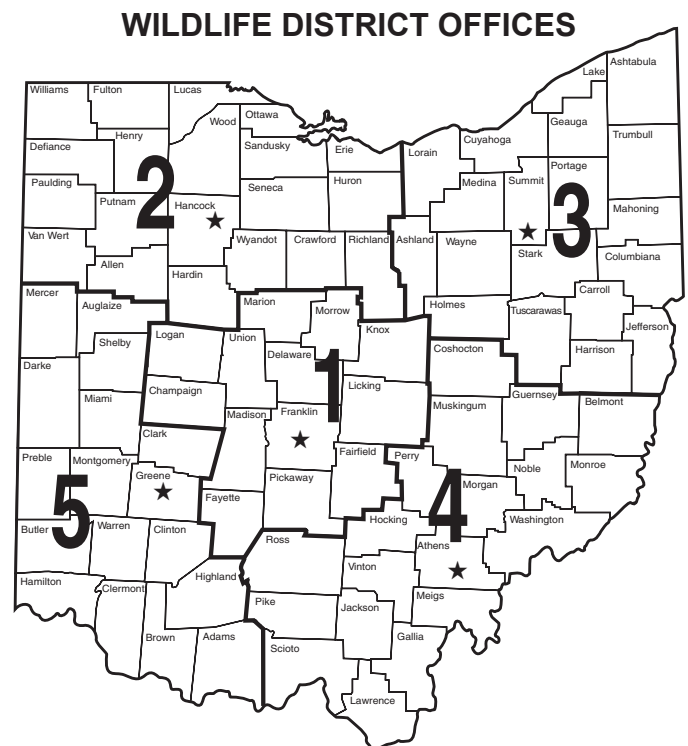 WILDLIFE DISTRICT OFFICES
Ashtabula
Lake
Williams
Fulton
Lucas
Geauga
Ottawa
Wood
Trumbull
Henry
Cuyahoga
Defiance
Sandusky
Erie
Lorain
Portage
2
Paulding
Seneca
Huron
Medina
Summit
3
Putnam
Hancock
Mahoning
Van Wert
Wyandot
Crawford
Richland
Ashland
Wayne
Stark
Columbiana
Allen
Hardin
Carroll
Mercer
Auglaize
Marion
Morrow
Holmes
Tuscarawas
Jefferson
Logan
Union
Knox
Shelby
Delaware
Coshocton
Harrison
Darke
1
Champaign
Licking
Miami
Guernsey
Belmont
Madison
Franklin
Muskingum
Clark
Preble
Montgomery
Fairfield
Perry
Noble
Monroe
Greene
Pickaway
4
Morgan
5
Fayette
Hocking
Washington
Butler
Warren
Clinton
Ross
Athens
Hamilton
Highland
Vinton
Clermont
Meigs
Pike
Jackson
Brown
Adams
Scioto
Gallia
Lawrence